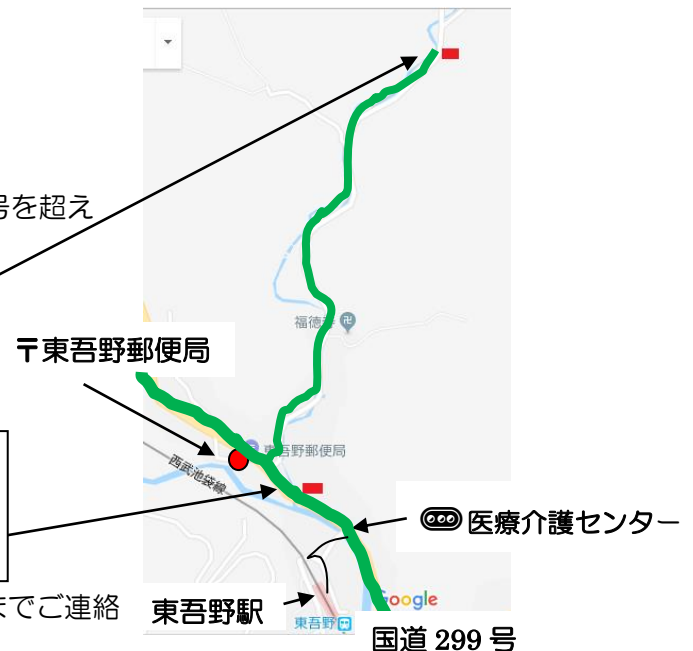 号を超え
福徳寺
〒東吾野郵便局
東吾野郵便局
西武池袋線
医療介護センター
までご連絡
東吾野駅
Google
東吾野
国道 299 号